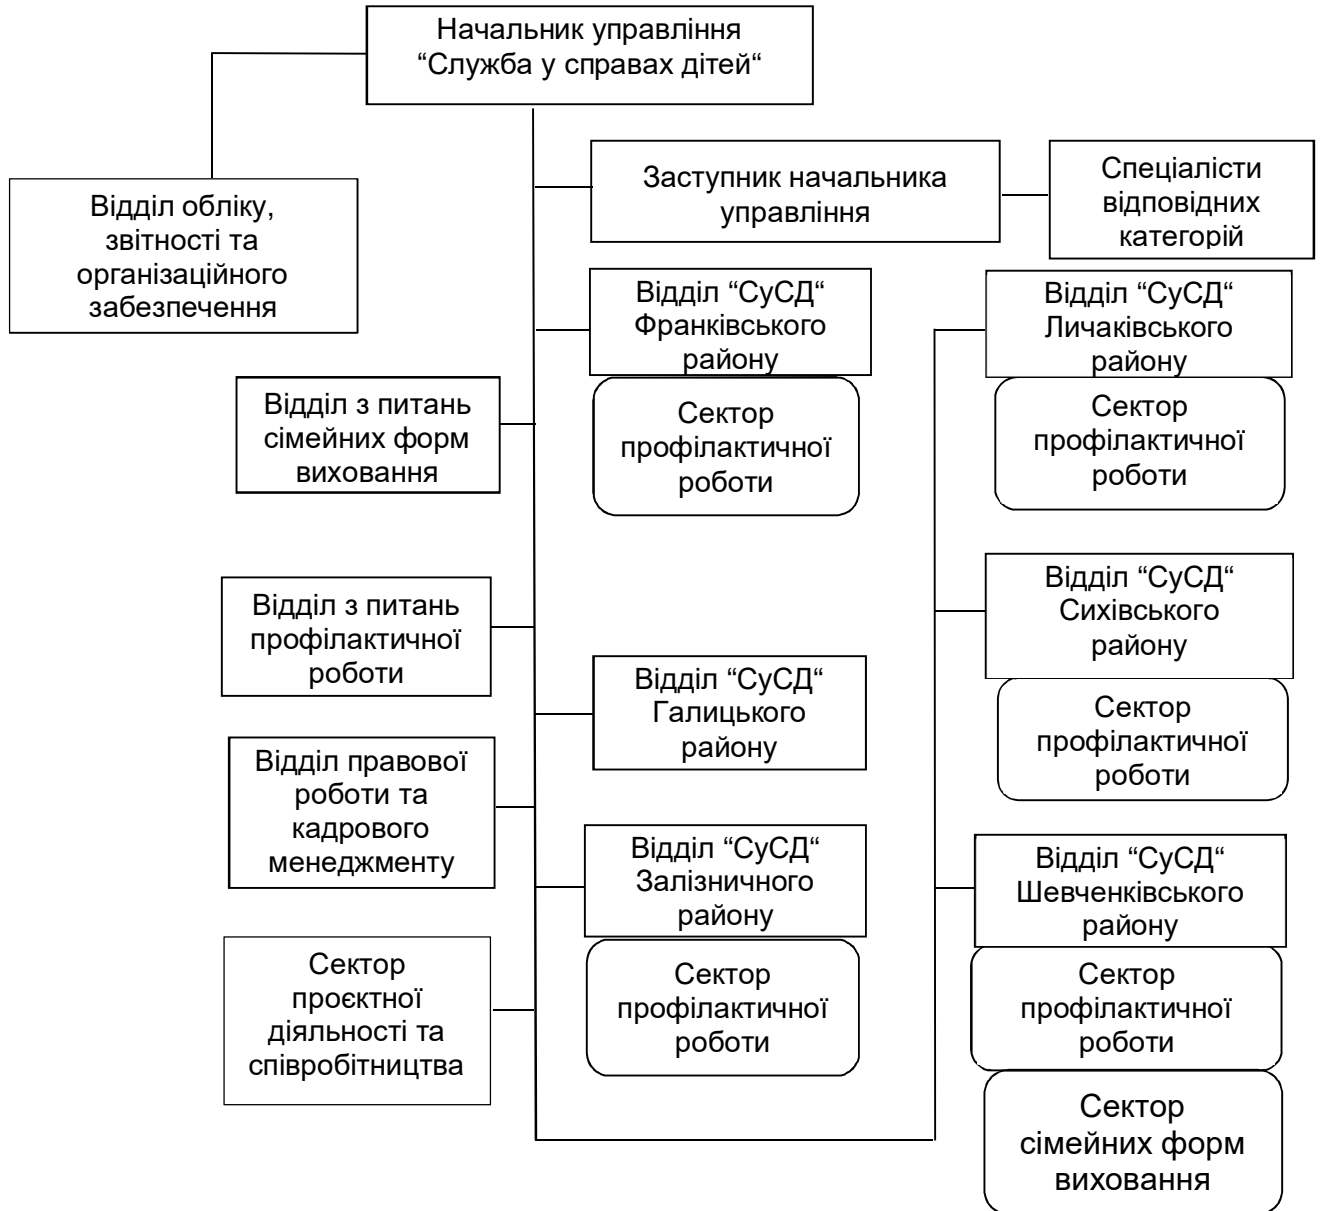 Начальник управління
“Служба у справах дітей“
Заступник начальника
управління
Спеціалісти
відповідних
категорій
Відділ обліку,
звітності та
організаційного
забезпечення
Відділ “СуСД“
Франківського
району
Відділ “СуСД“
Личаківського
району
Відділ з питань
сімейних форм
виховання
Сектор
профілактичної
роботи
Сектор
профілактичної
роботи
Відділ “СуСД“
Сихівського
району
Відділ з питань
профілактичної
роботи
Відділ “СуСД“
Галицького
району
Сектор
профілактичної
роботи
Відділ правової
роботи та
кадрового
менеджменту
Відділ “СуСД“
Залізничного
району
Відділ “СуСД“
Шевченківського
району
Сектор
проєктної
діяльності та
співробітництва
Сектор
профілактичної
роботи
Сектор
профілактичної
роботи
Сектор
сімейних форм
виховання